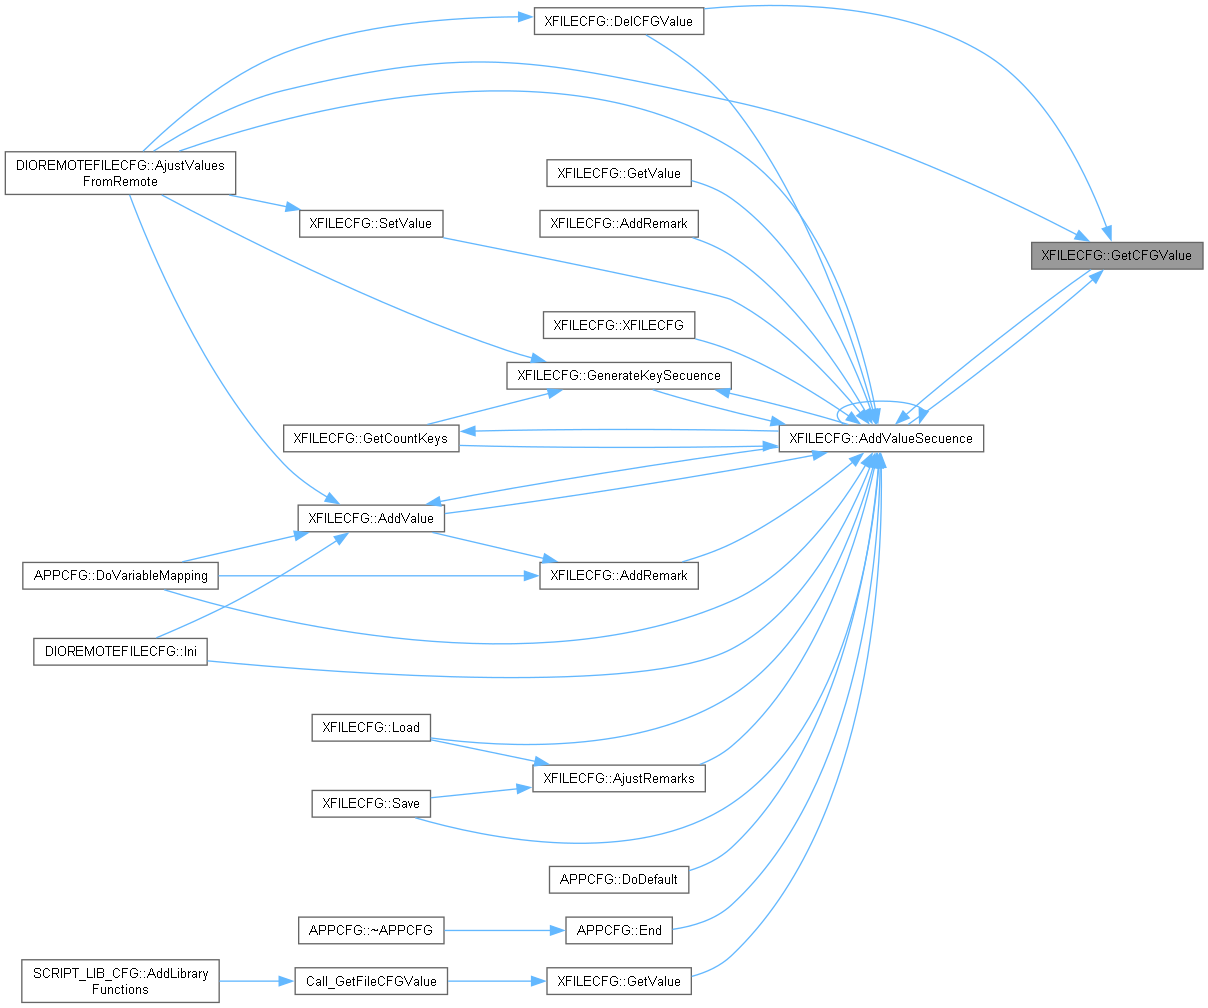 XFILECFG::DelCFGValue
DIOREMOTEFILECFG::AjustValues
FromRemote
XFILECFG::GetValue
XFILECFG::SetValue
XFILECFG::AddRemark
XFILECFG::GetCFGValue
XFILECFG::XFILECFG
XFILECFG::GenerateKeySecuence
XFILECFG::GetCountKeys
XFILECFG::AddValueSecuence
XFILECFG::AddValue
APPCFG::DoVariableMapping
XFILECFG::AddRemark
DIOREMOTEFILECFG::Ini
XFILECFG::Load
XFILECFG::AjustRemarks
XFILECFG::Save
APPCFG::DoDefault
APPCFG::~APPCFG
APPCFG::End
SCRIPT_LIB_CFG::AddLibrary
Functions
Call_GetFileCFGValue
XFILECFG::GetValue